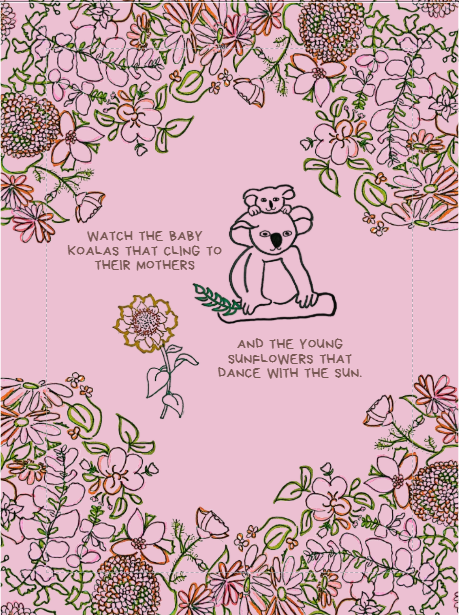 WATCH THE BABY
KOALAS THAT CLING TO
THEIR MOTHERS
AND THE YOUNG
SUNFLOWERS THAT
DANCE WITH THE SUN.